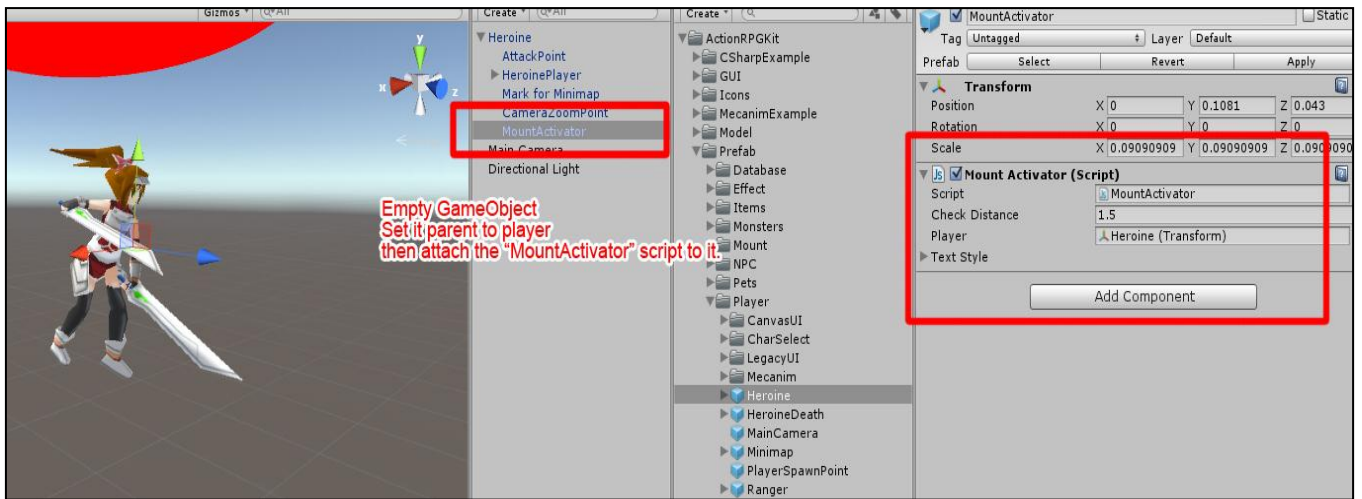 Gizmos
Q▾All
y
x
z
Create
Q▾All
Heroine
AttackPoint
HeroinePlayer
Mark for Minimap
CameraZoomPoint
MountActivator
Main Camera
Directional Light
Empty GameObject
Set it parent to player
then attach the “MountActivator” script to it.
Create
ActionRPGKit
CSharpExample
GUI
Icons
MecanimExample
Model
Prefab
Database
Effect
Items
Monsters
Mount
NPC
Pets
Player
CanvasUI
CharSelect
LegacyUI
Mecanim
Heroine
HeroineDeath
MainCamera
Minimap
PlayerSpawnPoint
Ranger
MountActivator Static
Tag Untagged Layer Default
Prefab Select Revert Apply
Transform
Position X 0 Y 0.1081 Z 0.043
Rotation X 0 Y 0 Z 0
Scale X 0.09090909 Y 0.09090909 Z 0.0909090
JS Mount Activator (Script)
Script MountActivator
Check Distance 1.5
Player Heroine (Transform)
Text Style
Add Component